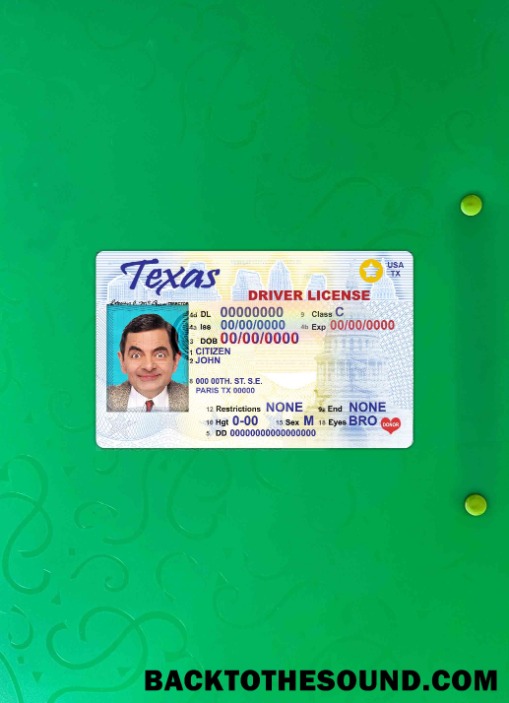 Texas
USA
TX
DRIVER LICENSE
DIRECTOR
4d DL 00000000 9 Class C
4a Iss 00/00/0000 4b Exp 00/00/0000
3 DOB 00/00/0000
1 CITIZEN
2 JOHN
8 000 00TH. ST. S.E.
PARIS TX 00000
12 Restrictions NONE 9a End NONE
16 Hgt 0-00 15 Sex M 18 Eyes BRO
DONOR
5. DD 00000000000000000
BACKTOTHESOUND.COM